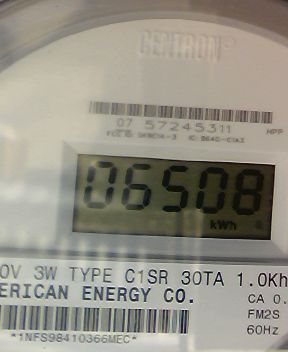 CENTRON®
07 57245311
HPP
06508
kWh
0V 3W TYPE C1SR 30TA 1.0Kh
ERICAN ENERGY CO.
CA 0.
FM2S
60Hz
*1NFS98410366MEC*